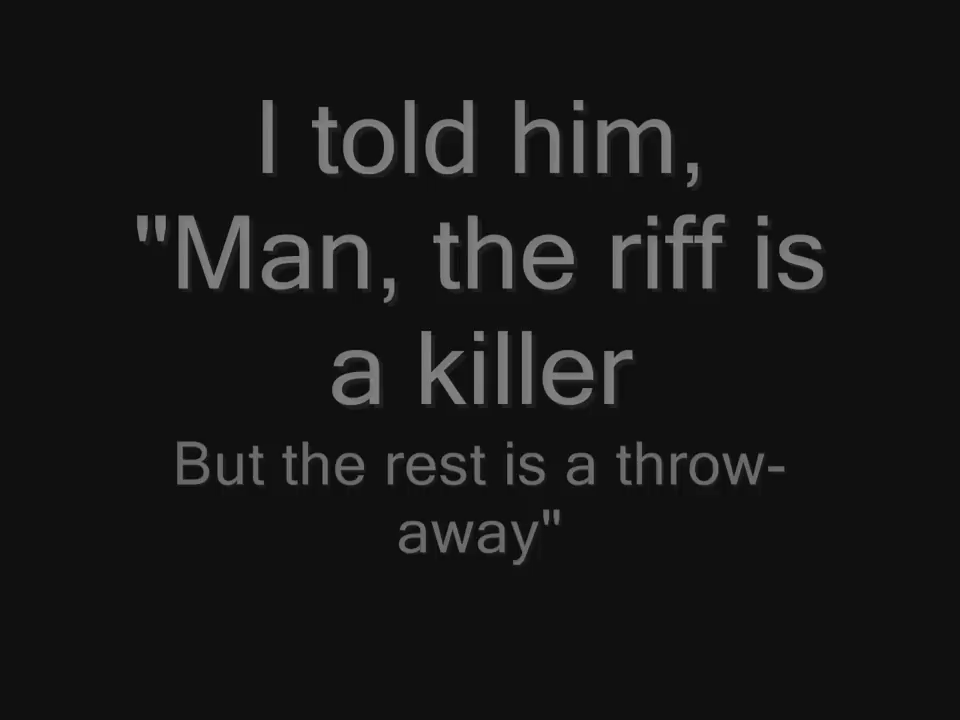 I told him,
"Man, the riff is
a killer
But the rest is a throw-
away"